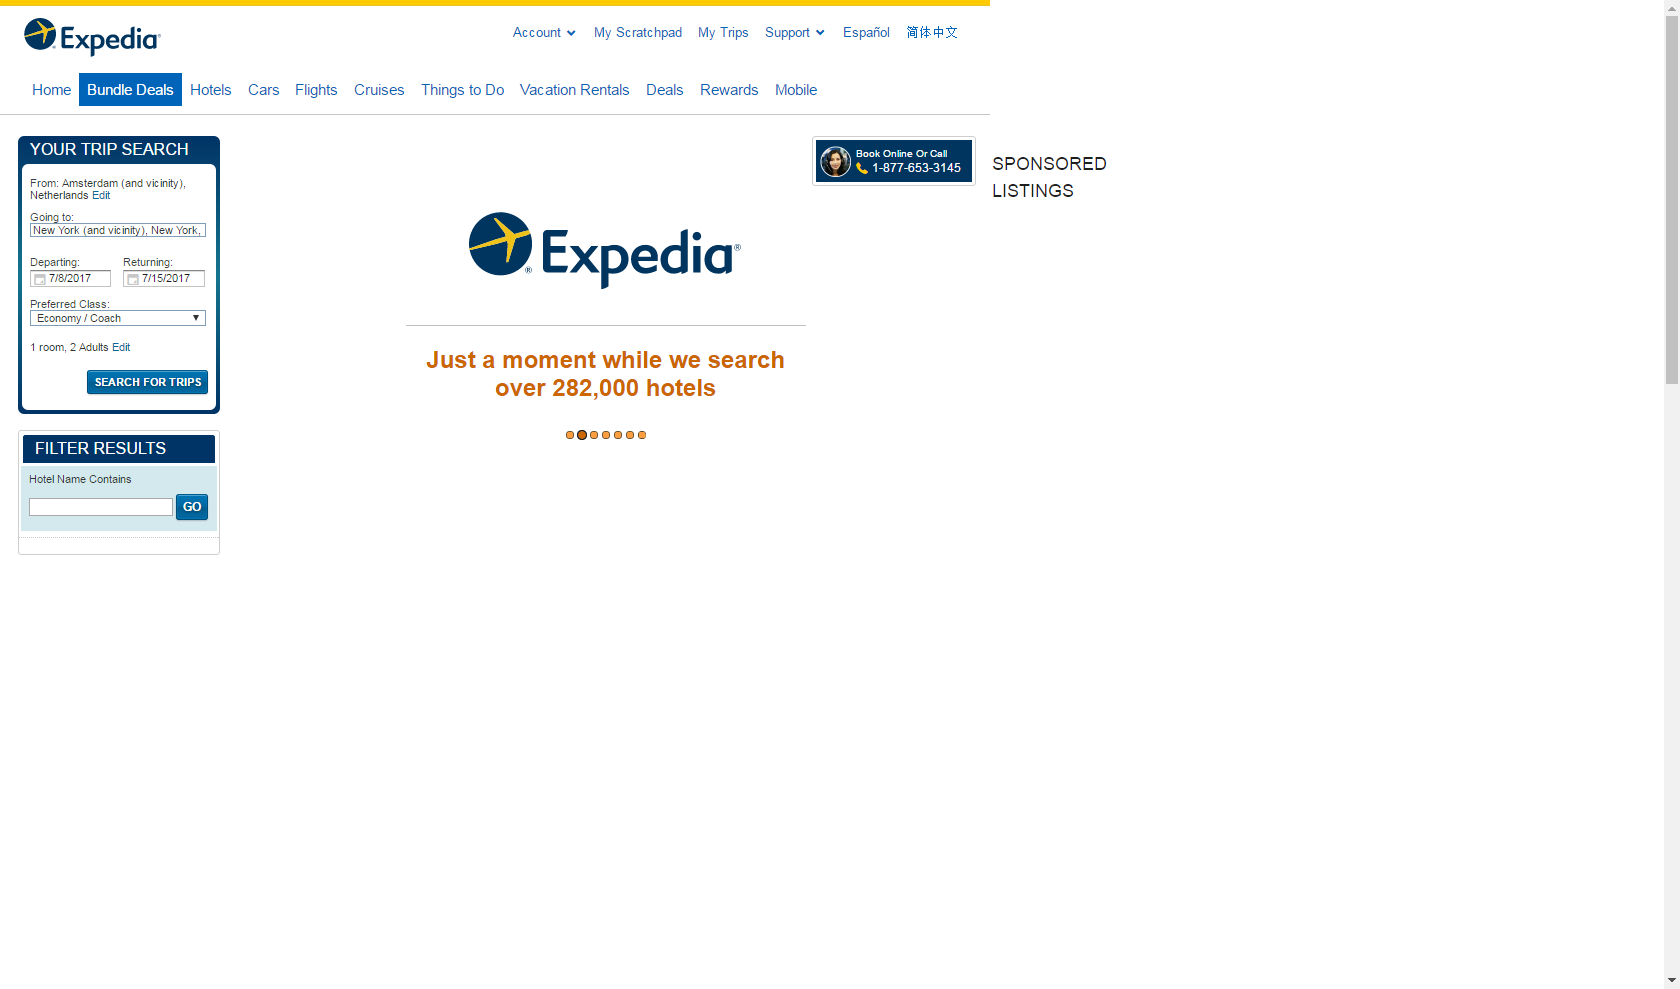 Expedia
Account
My Scratchpad
My Trips
Support
Español
简体中文
Home
Bundle Deals
Hotels
Cars
Flights
Cruises
Things to Do
Vacation Rentals
Deals
Rewards
Mobile
YOUR TRIP SEARCH
From: Amsterdam (and vicinity),
Netherlands Edit
Going to:
New York (and vicinity), New York,
Departing:
Returning:
7/8/2017
7/15/2017
Preferred Class:
Economy / Coach
1 room, 2 Adults Edit
SEARCH FOR TRIPS
FILTER RESULTS
Hotel Name Contains
GO
Expedia®
Just a moment while we search
over 282,000 hotels
Book Online Or Call
1-877-653-3145
SPONSORED
LISTINGS